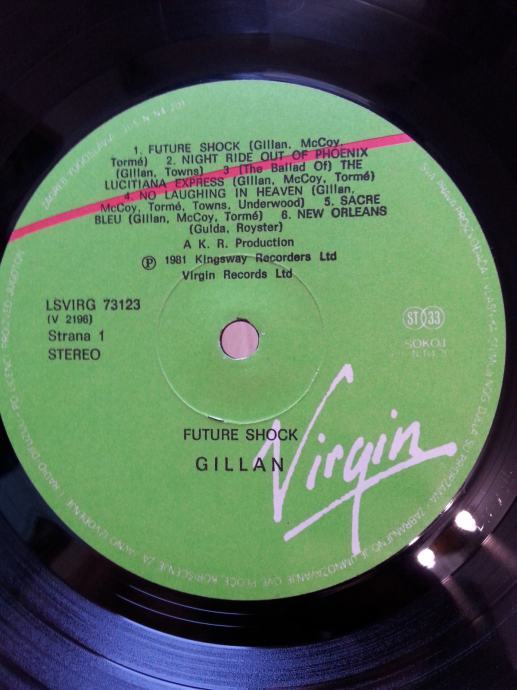 1. FUTURE SHOCK (Gillan, McCoy,
Tormé) 2. NIGHT RIDE OUT OF PHOENIX
(Gillan, Towns) 3 (The Ballad Of) THE
LUCITIANA EXPRESS (Gillan, McCoy, Tormé)
4. NO LAUGHING IN HEAVEN (Gillan,
McCoy, Tormé, Towns, Underwood) 5. SACRE
BLEU (Gillan, McCoy, Tormé) 6. NEW ORLEANS
(Guida, Royster)
A K. R. Production
Ⓟ 1981 Kingsway Recorders Ltd
Virgin Records Ltd
LSVIRG 73123
(V 2196)
Strana 1
STEREO
ST 33
SOKOJ
FUTURE SHOCK
GILLAN
Virgin